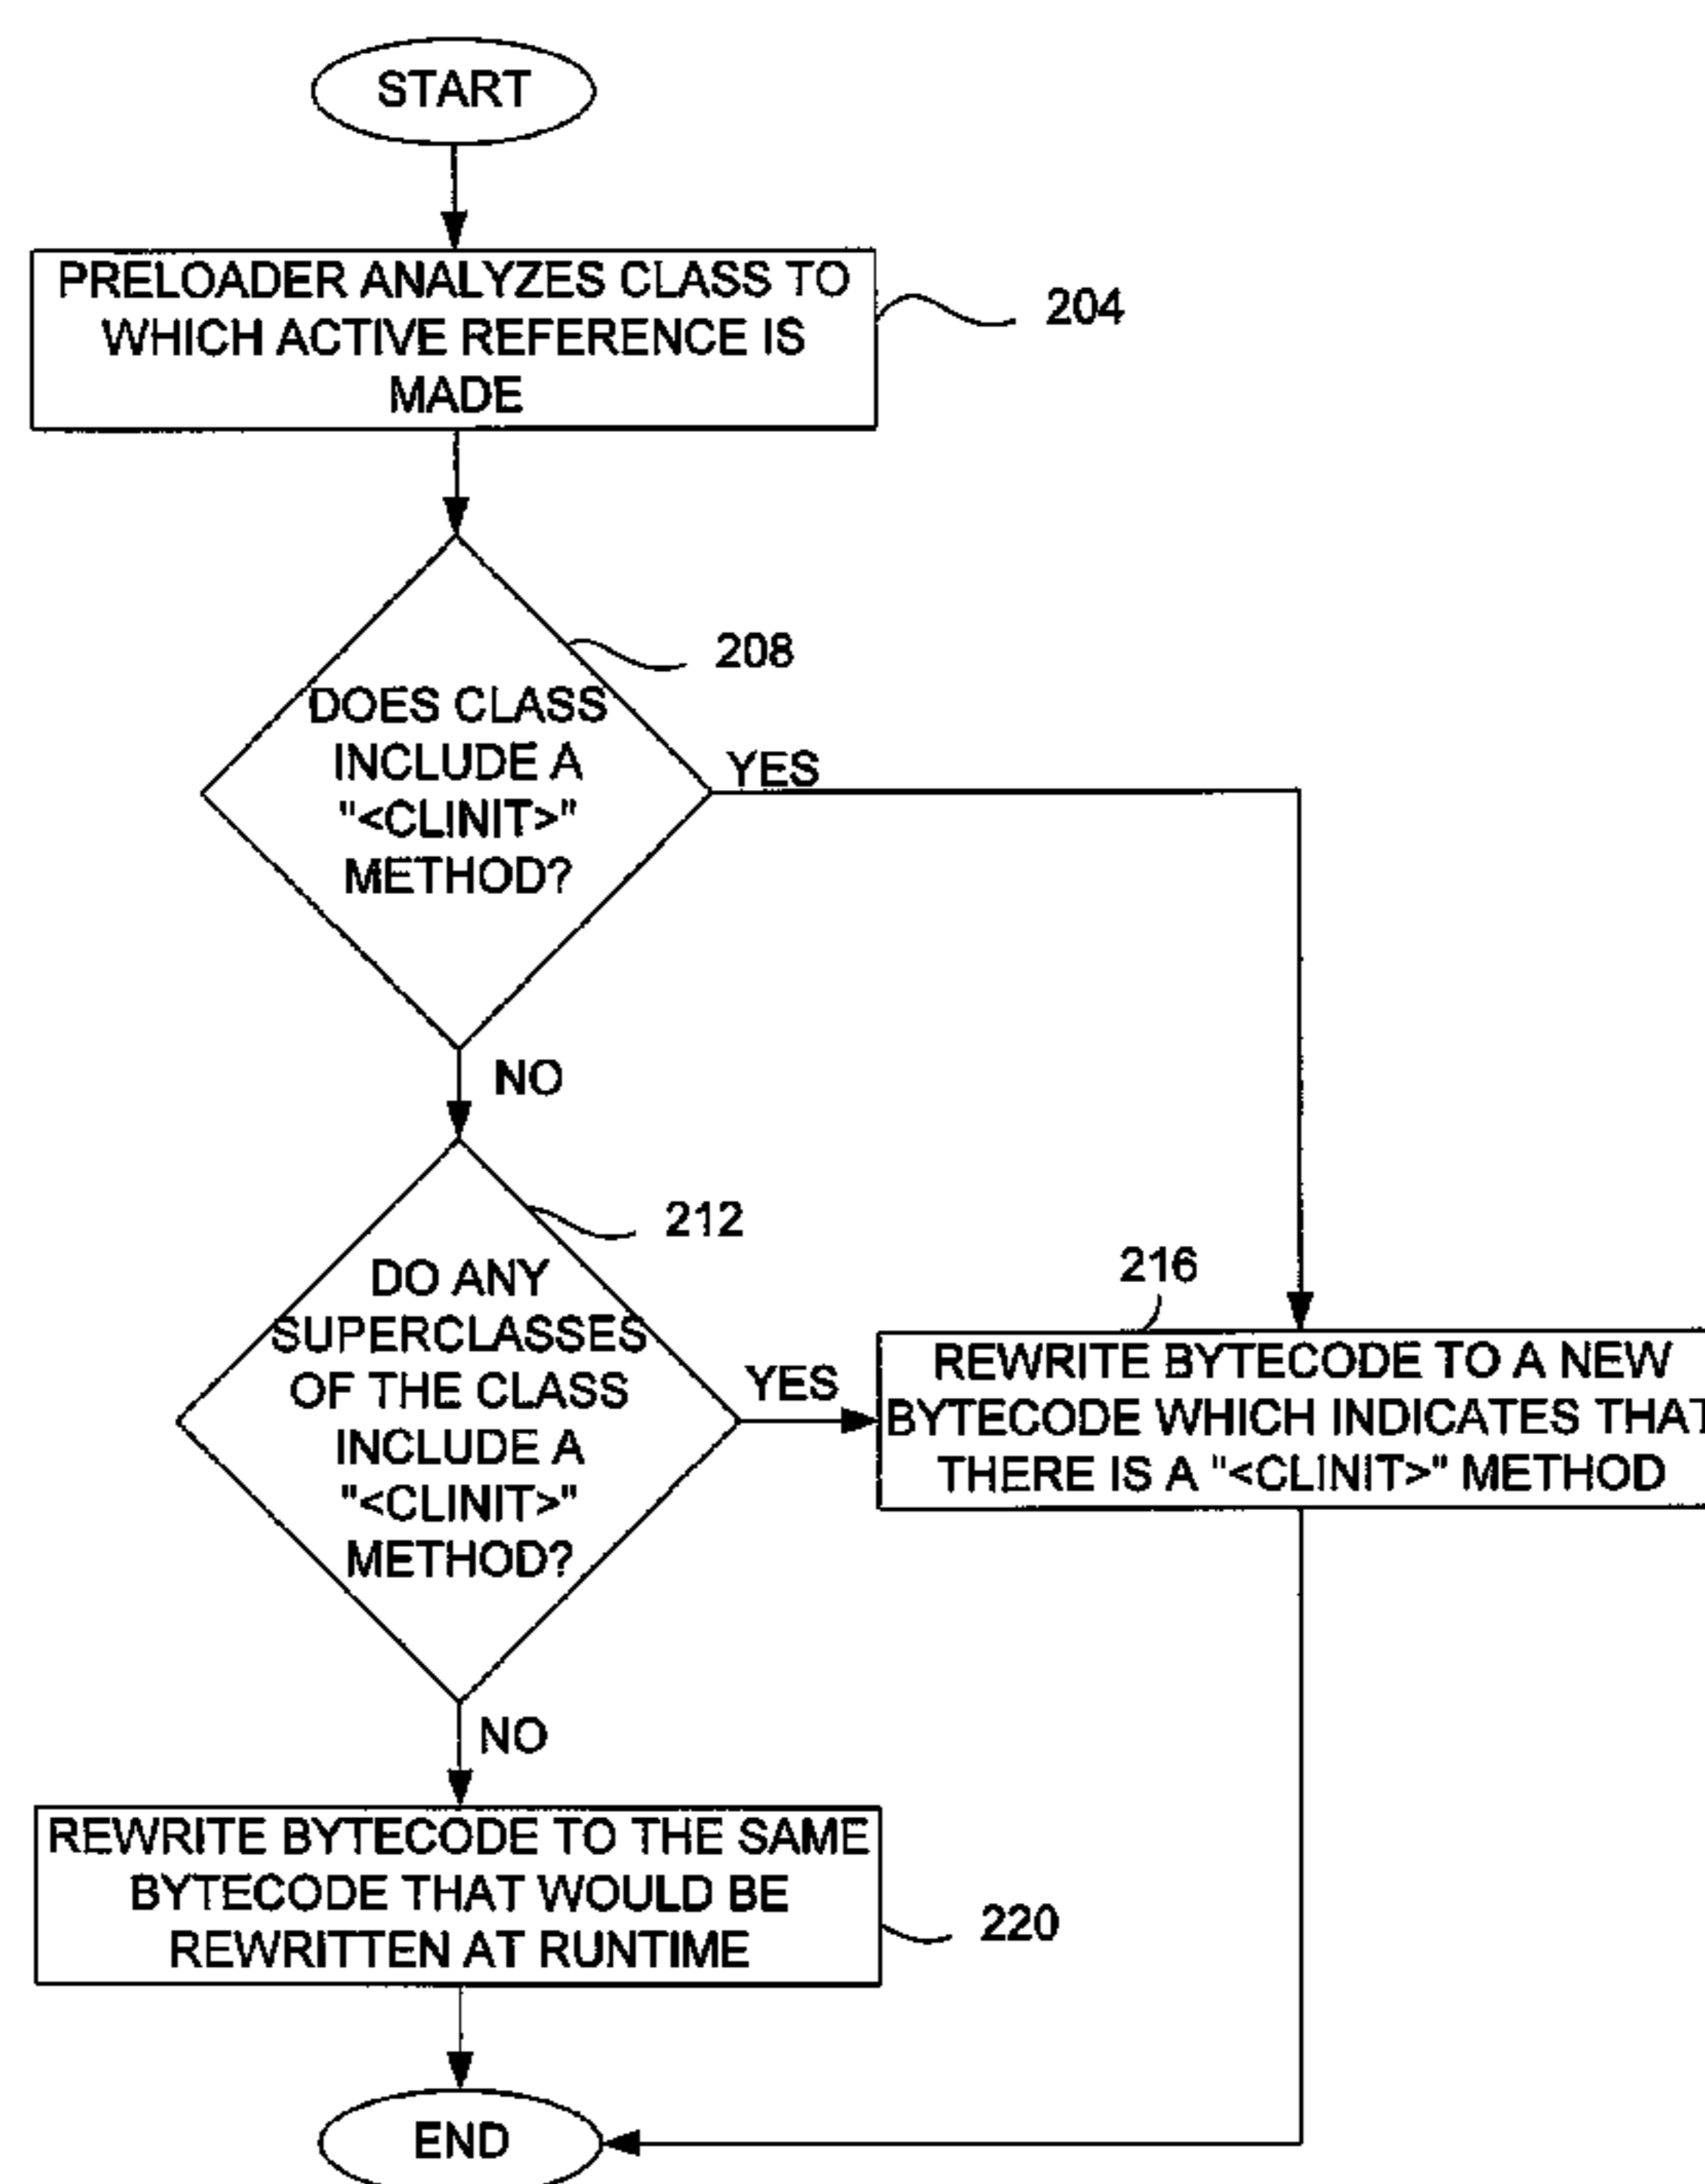 START
PRELOADER ANALYZES CLASS TO
WHICH ACTIVE REFERENCE IS
MADE
204
208
DOES CLASS
INCLUDE A
"<CLINIT>"
METHOD?
YES
NO
212
DO ANY
SUPERCLASSES
OF THE CLASS
INCLUDE A
"<CLINIT>"
METHOD?
YES
216
REWRITE BYTECODE TO A NEW
BYTECODE WHICH INDICATES THAT
THERE IS A "<CLINIT>" METHOD
NO
REWRITE BYTECODE TO THE SAME
BYTECODE THAT WOULD BE
REWRITTEN AT RUNTIME
220
END